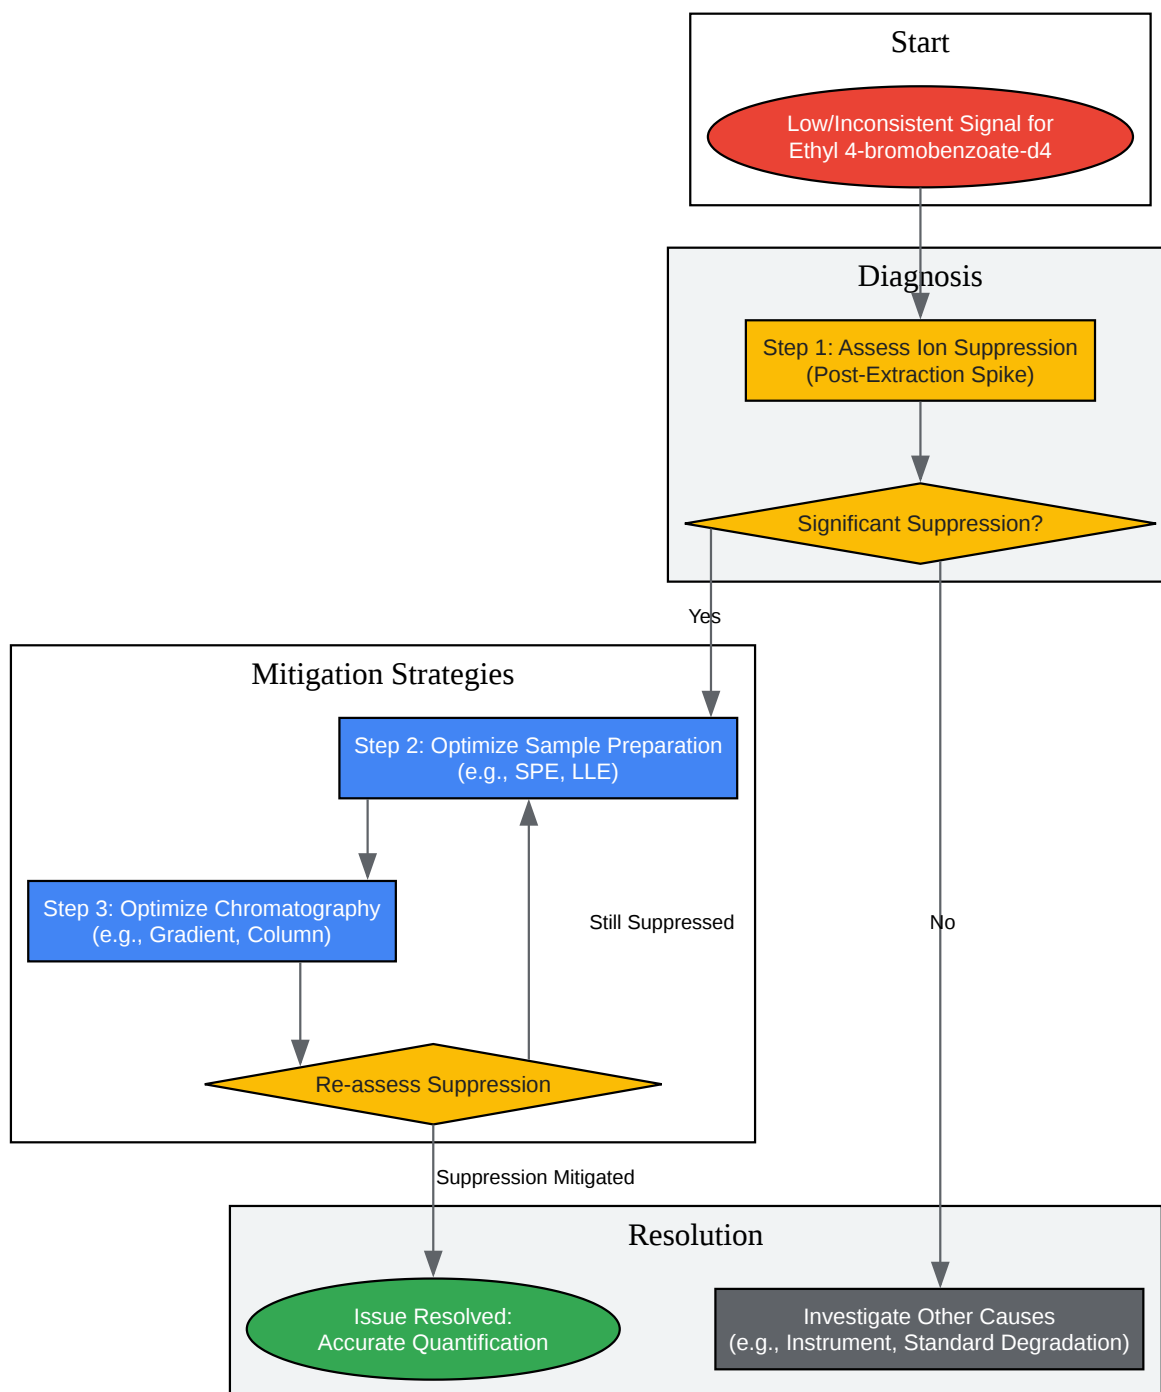 Start
Low/Inconsistent Signal for
Ethyl 4-bromobenzoate-d4
Diagnosis
Step 1: Assess Ion Suppression
(Post-Extraction Spike)
Significant Suppression?
Yes
Mitigation Strategies
Step 2: Optimize Sample Preparation
(e.g., SPE, LLE)
Step 3: Optimize Chromatography
(e.g., Gradient, Column)
Still Suppressed
No
Re-assess Suppression
Suppression Mitigated
Resolution
Issue Resolved:
Accurate Quantification
Investigate Other Causes
(e.g., Instrument, Standard Degradation)